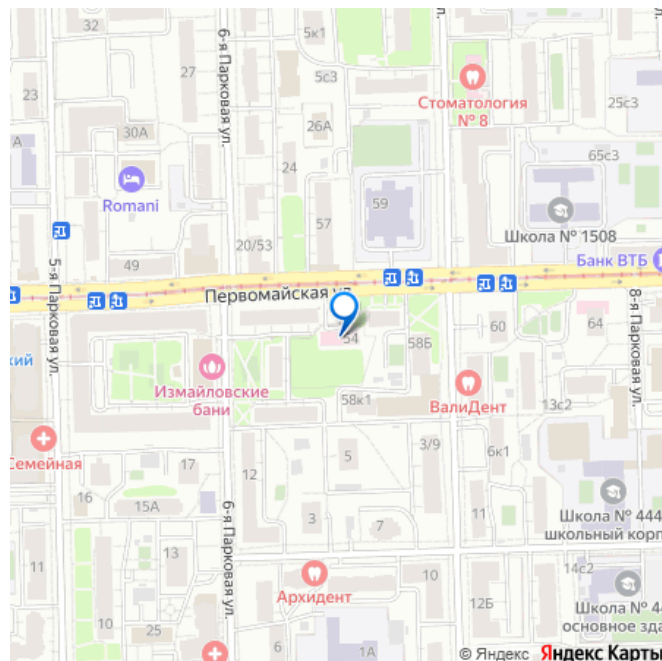 32
5к1
6-я Парковая ул.
27
59
5с3
Стоматология
№ 8
23
25с3
26А
30А
А
24
65с3
Romani
59
57
Школа № 1508
20/53
Банк ВТБ
49
5-я Парковая ул.
Первомайская ул.
8-я Парковая ул.
60
64
54
58Б
ский
Измайловские
бани
ВалиДент
58к1
13с2
Семейная
3/9
6к1
17
12
5
16
15А
6-я Парковая ул.
3
7
11
Школа № 444
школьный корп
13
11
14с2
Архидент
10
12Б
Школа № 44
основное зда
10
25
© Яндекс Яндекс Карты